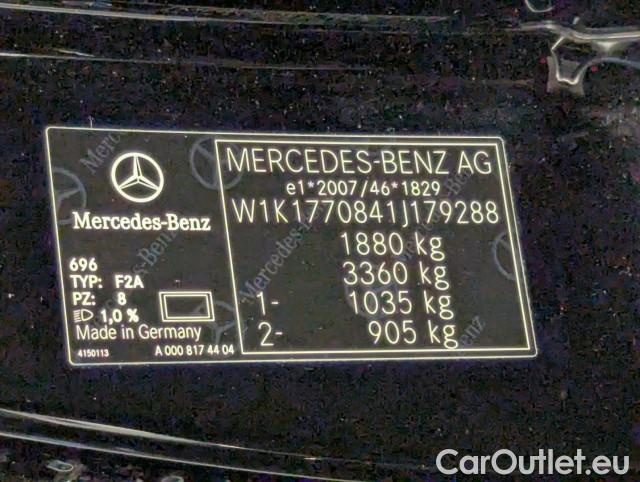 Mercedes-Benz
696
TYP: F2A
PZ: 8
1,0 %
Made in Germany
4150113 A 000 817 44 04
MERCEDES-BENZ AG
e1*2007/46*1829
W1K1770841J179288
1880 kg
3360 kg
1- 1035 kg
2- 905 kg
CarOutlet.eu